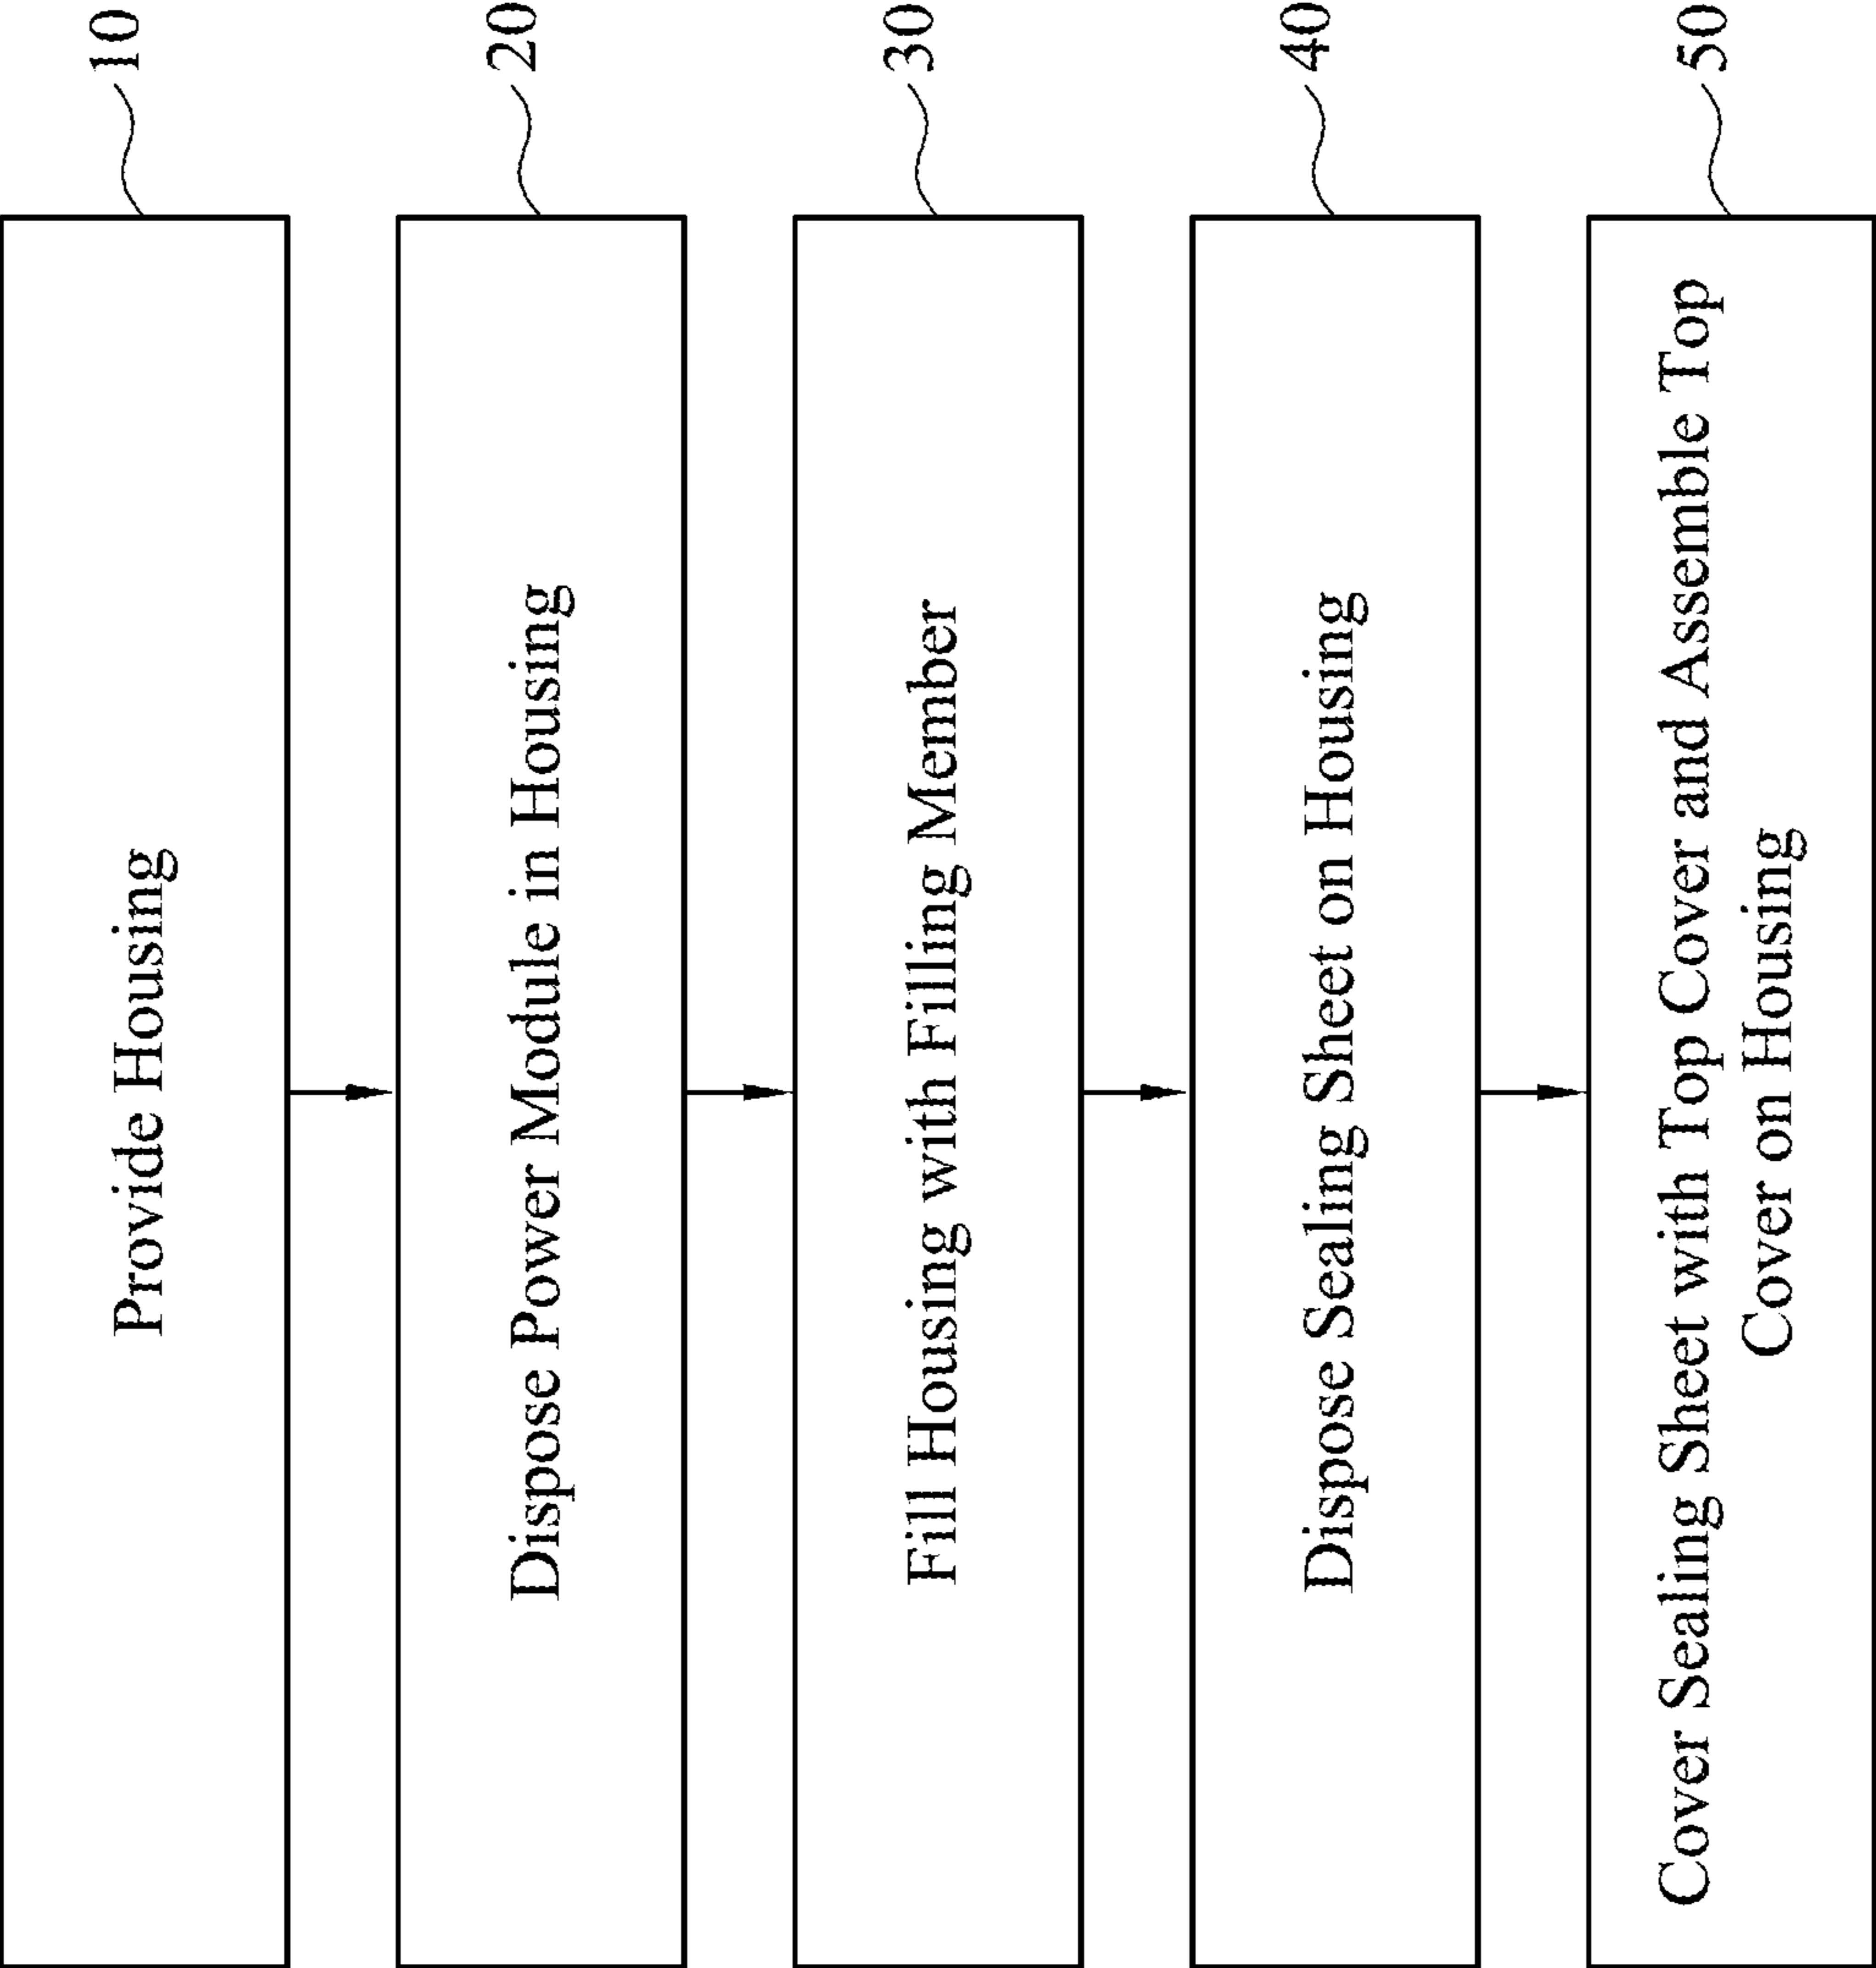 Provide Housing
10
Dispose Power Module in Housing
20
Fill Housing with Filling Member
30
Dispose Sealing Sheet on Housing
40
Cover Sealing Sheet with Top Cover and Assemble Top
Cover on Housing
50